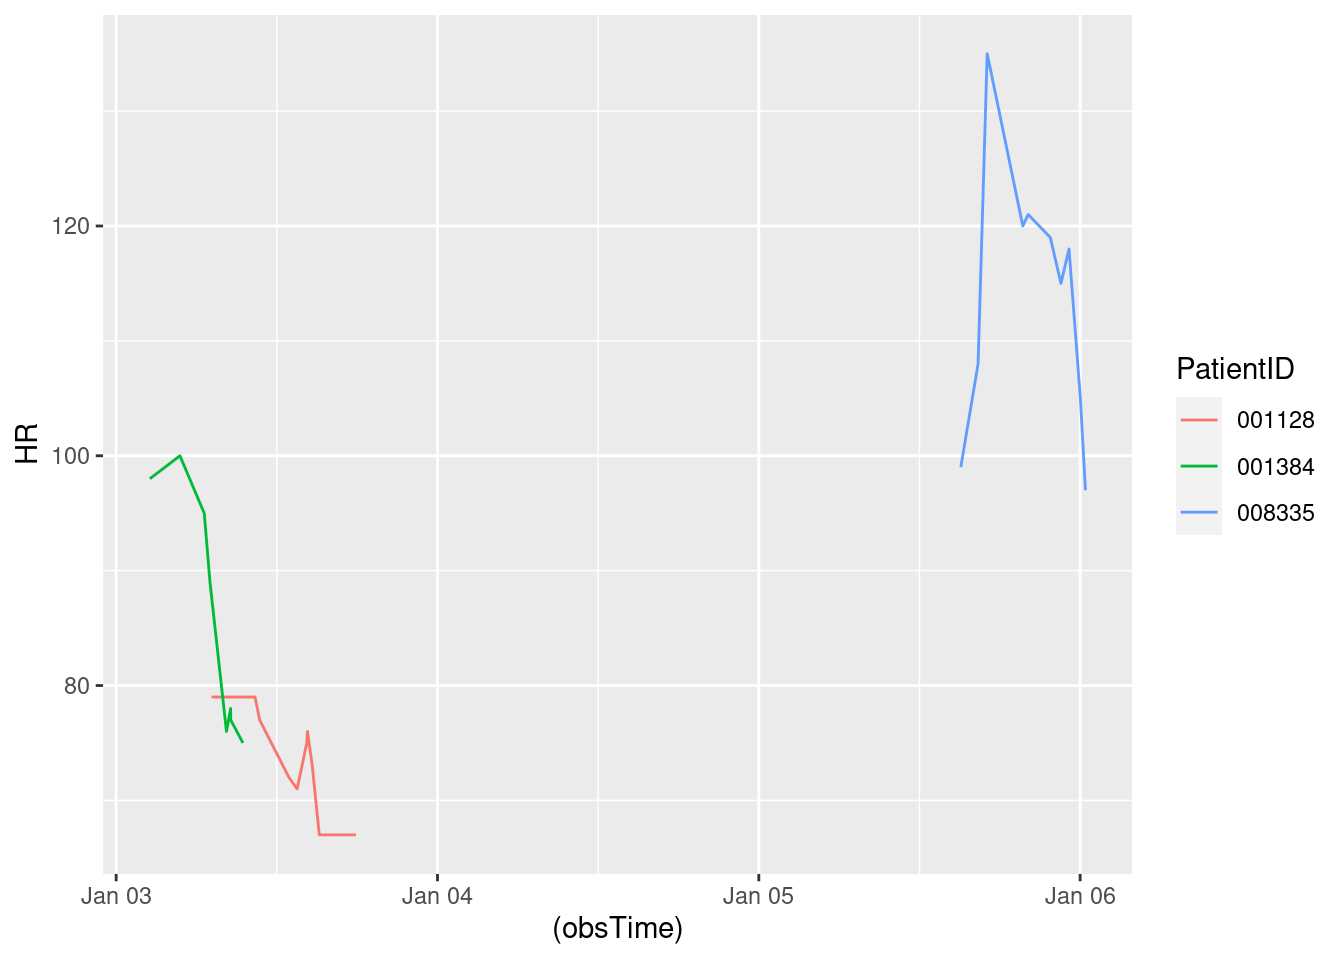 HR
120
100
80
Jan 03
Jan 04
Jan 05
Jan 06
(obsTime)
PatientID
001128
001384
008335